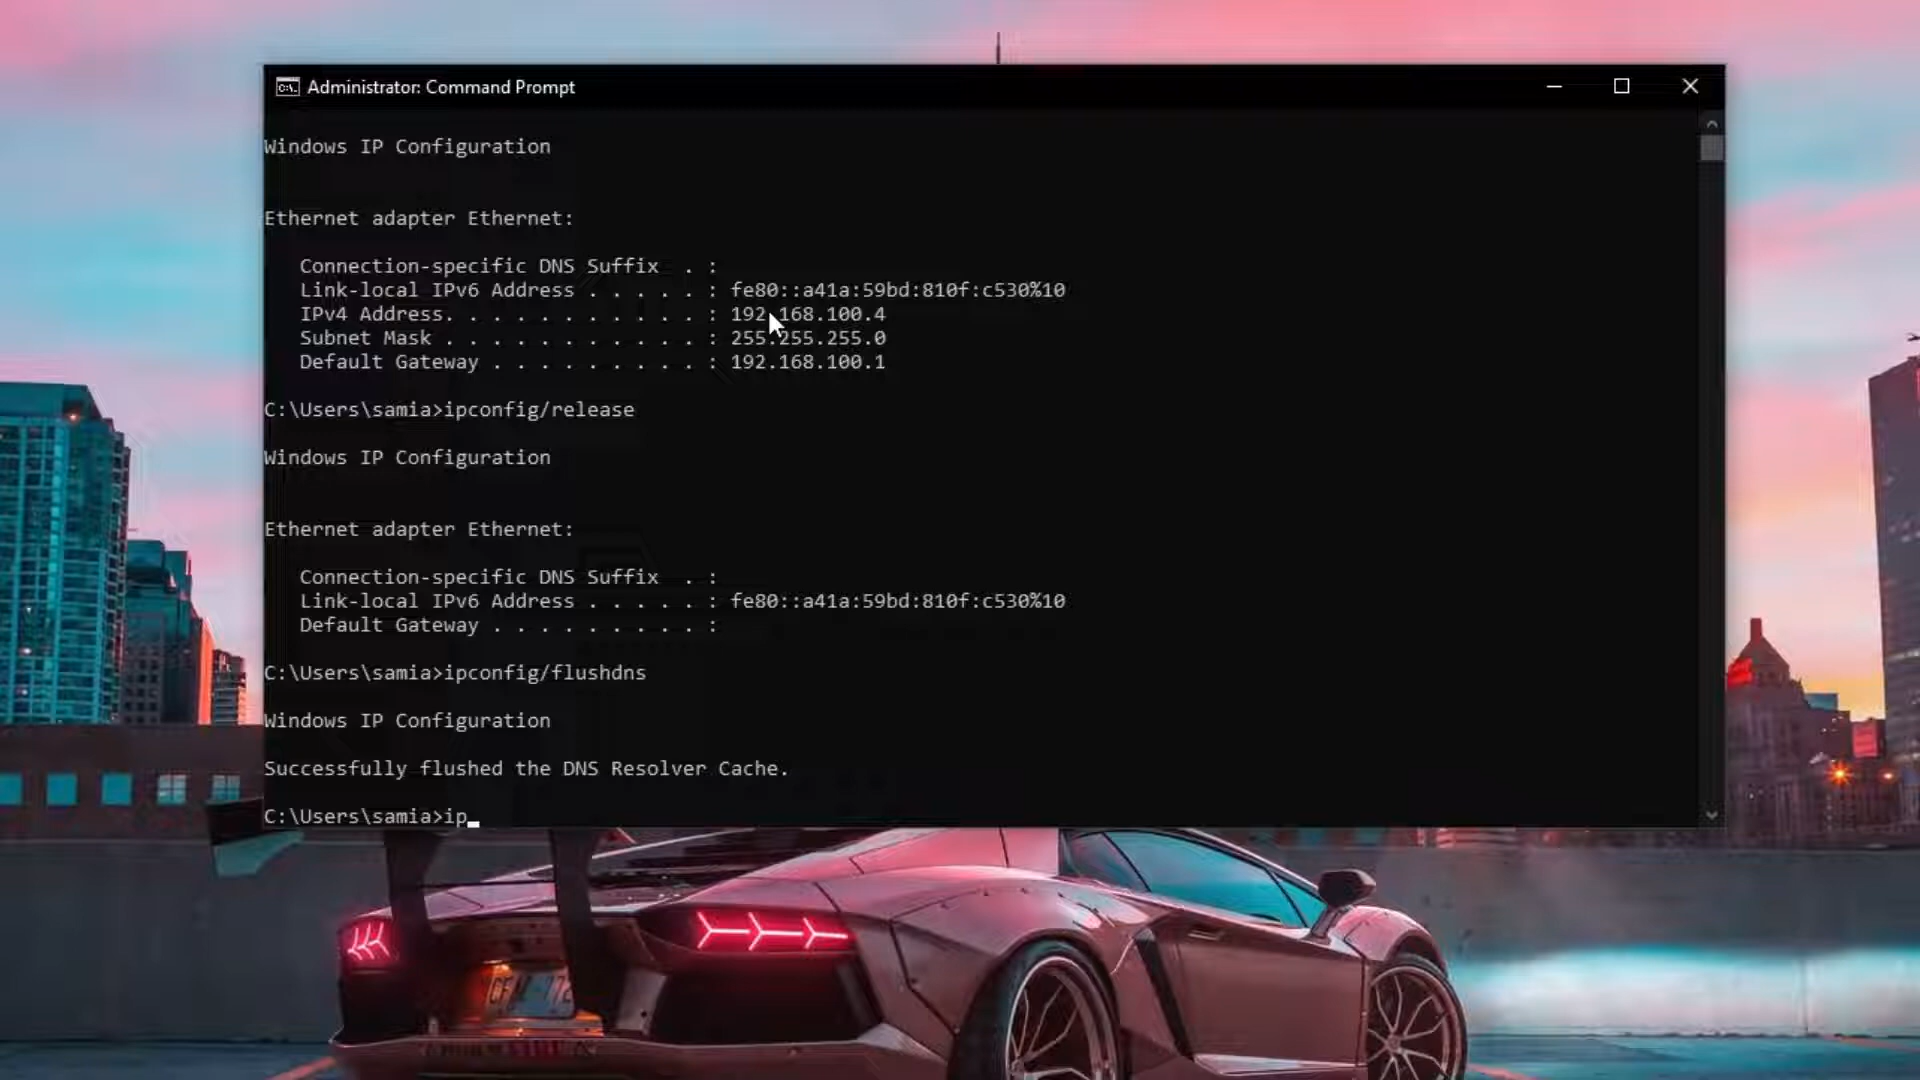 Administrator: Command Prompt
Windows IP Configuration
Ethernet adapter Ethernet:
Connection-specific DNS Suffix . :
Link-local IPv6 Address . . . . . : fe80::a41a:59bd:810f:c530%10
IPv4 Address. . . . . . . . . . . : 192.168.100.4
Subnet Mask . . . . . . . . . . . : 255.255.255.0
Default Gateway . . . . . . . . . : 192.168.100.1
C:\Users\samia>ipconfig/release
Windows IP Configuration
Ethernet adapter Ethernet:
Connection-specific DNS Suffix . :
Link-local IPv6 Address . . . . . : fe80::a41a:59bd:810f:c530%10
Default Gateway . . . . . . . . . :
C:\Users\samia>ipconfig/flushdns
Windows IP Configuration
Successfully flushed the DNS Resolver Cache.
C:\Users\samia>ip